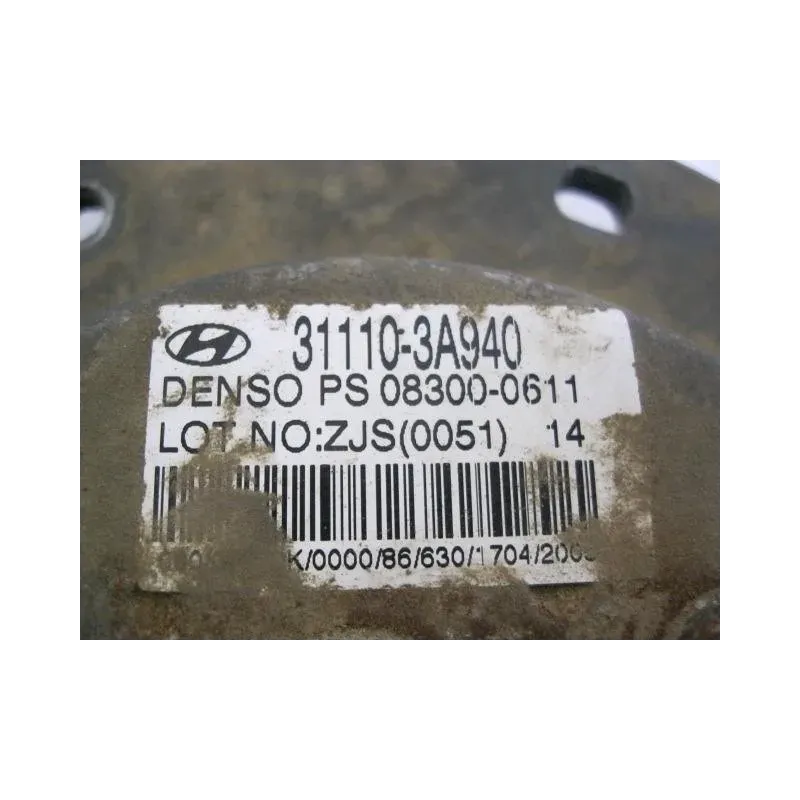 31110-3A940
DENSO PS 08300-0611
LOT NO:ZJS(0051) 14
K/0000/86/630/1704/200